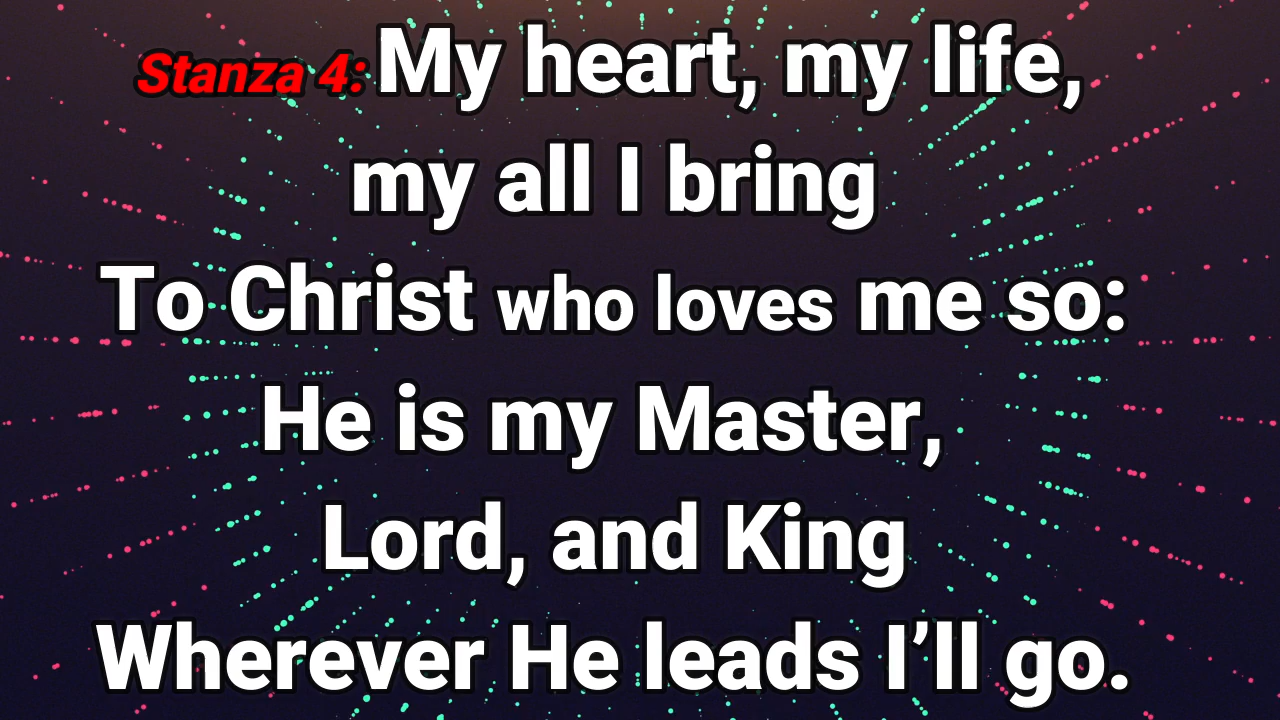 Stanza 4: My heart, my life,
my all I bring
To Christ who loves me so:
He is my Master,
Lord, and King
Wherever He leads I’ll go.